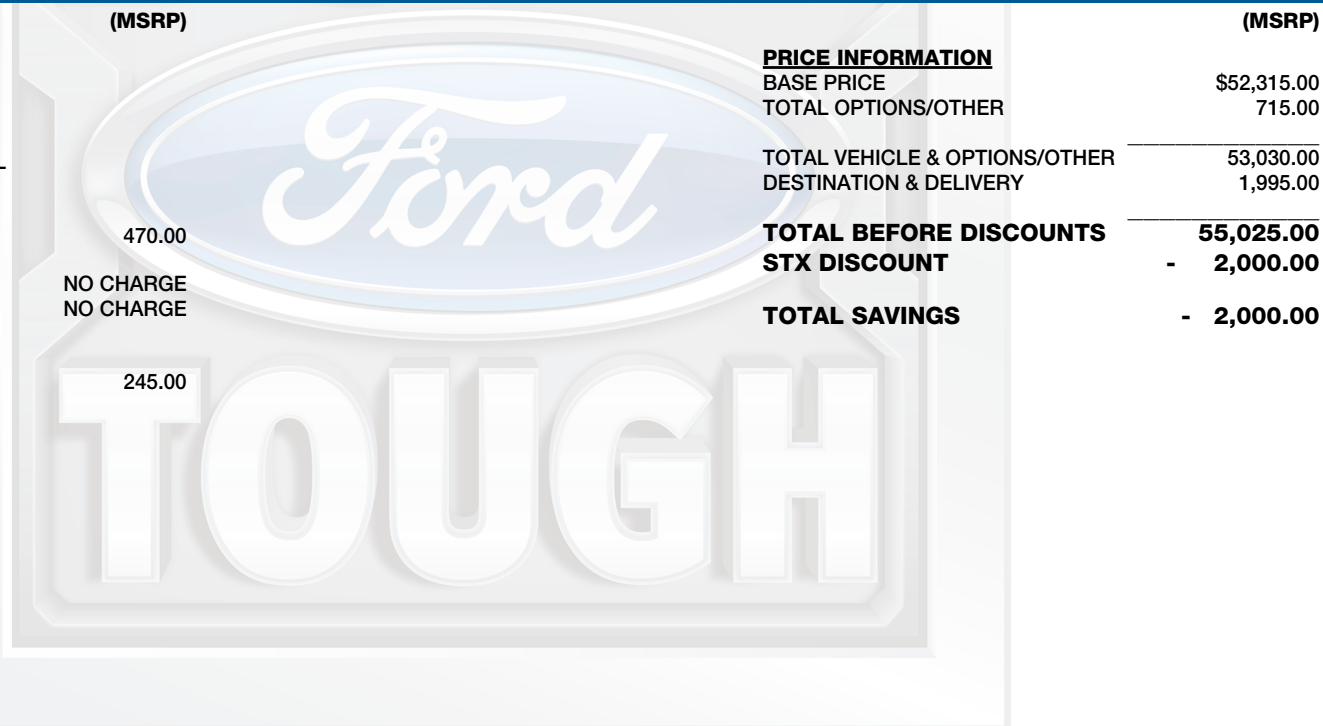 (MSRP)
470.00
NO CHARGE
NO CHARGE
245.00
Ford
TOUGH
(MSRP)
PRICE INFORMATION
BASE PRICE $52,315.00
TOTAL OPTIONS/OTHER 715.00
TOTAL VEHICLE & OPTIONS/OTHER 53,030.00
DESTINATION & DELIVERY 1,995.00
TOTAL BEFORE DISCOUNTS 55,025.00
STX DISCOUNT - 2,000.00
TOTAL SAVINGS - 2,000.00